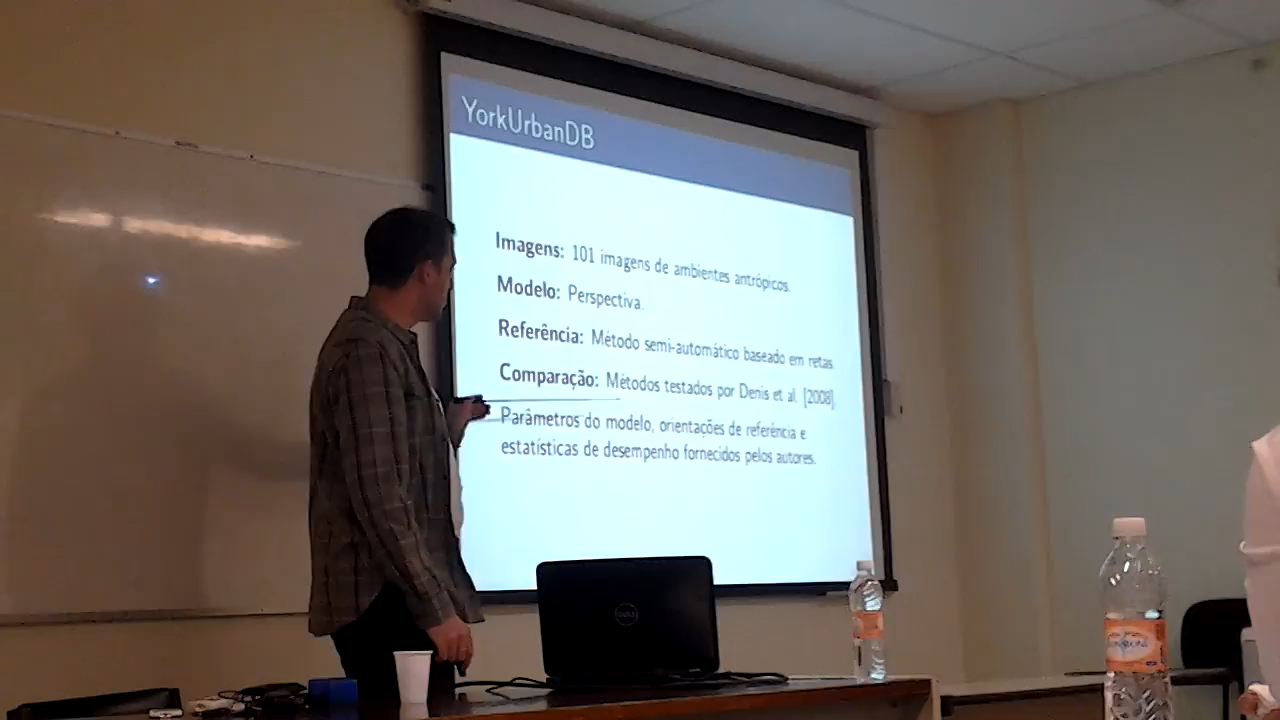 YorkUrbanDB
Imagens: 101 imagens de ambientes antrópicos.
Modelo: Perspectiva.
Referência: Método semi-automático baseado em retas.
Comparação: Métodos testados por Denis et al. [2008].
Parâmetros do modelo, orientações de referência e
estatísticas de desempenho fornecidos pelos autores.
DELL